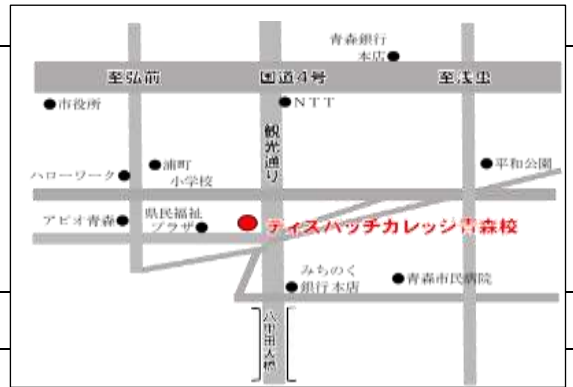 青森銀行
本店
至弘前
国道4号
至浅虫
市役所
NTT
観光通り
浦町
小学校
ハローワーク
平和公園
アピオ青森
県民福祉
プラザ
ディスパッチカレッジ青森校
みちのく
銀行本店
青森市民病院
八甲田大橋